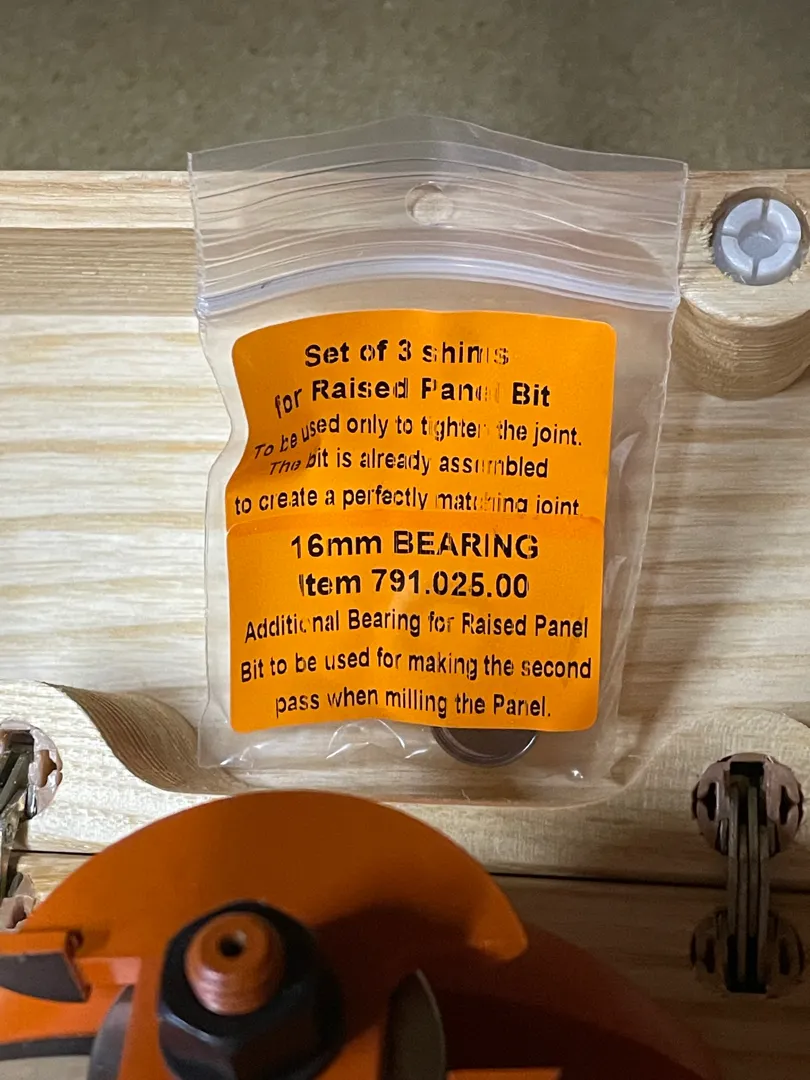 Set of 3 shims
for Raised Panel Bit
To be used only to tighten the joint.
The bit is already assembled
to create a perfectly matching joint
16mm BEARING
Item 791.025.00
Additional Bearing for Raised Panel
Bit to be used for making the second
pass when milling the Panel.